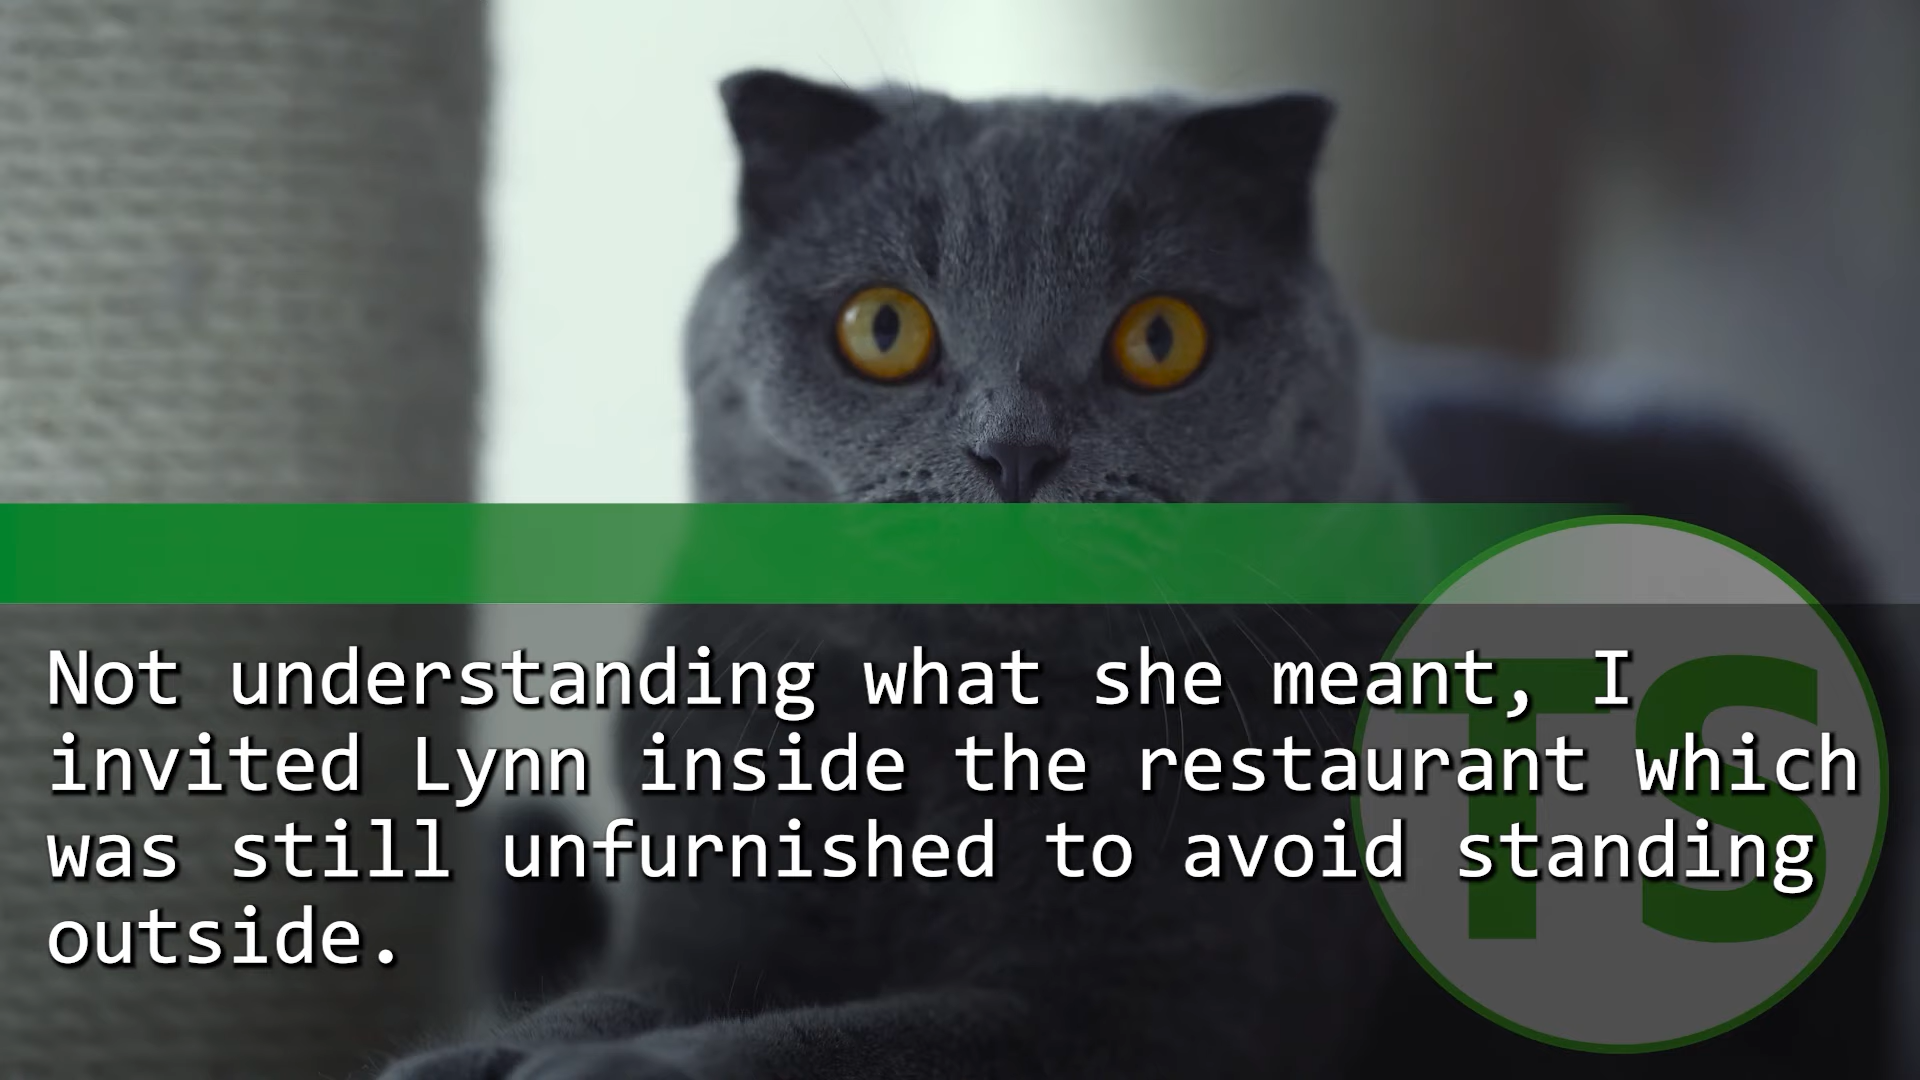 Not understanding what she meant, I
invited Lynn inside the restaurant which
was still unfurnished to avoid standing
outside.
TS